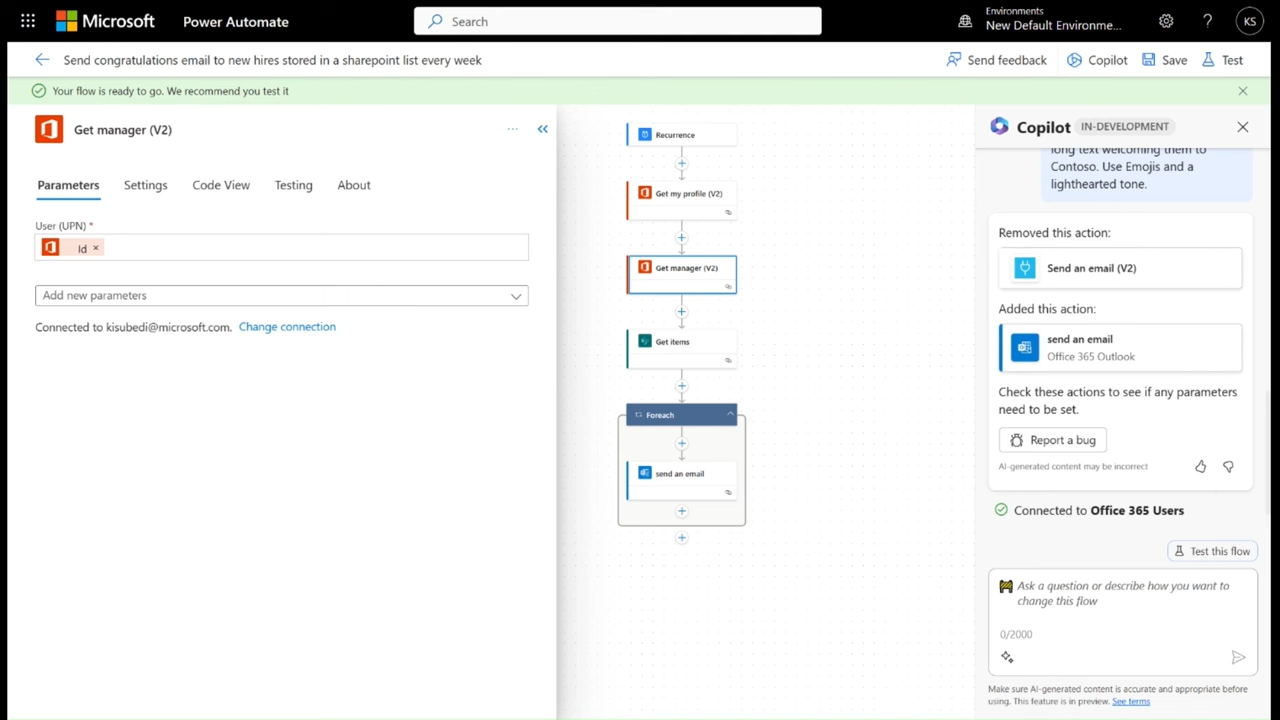 Microsoft
Power Automate
Search
Environments
New Default Environme...
?
KS
Send congratulations email to new hires stored in a sharepoint list every week
Send feedback
Copilot
Save
Test
Your flow is ready to go. We recommend you test it
Get manager (V2)
...
Parameters
Settings
Code View
Testing
About
User (UPN) *
Id ×
Add new parameters
Connected to kisubedi@microsoft.com. Change connection
Recurrence
Get my profile (V2)
Get manager (V2)
Get items
Foreach
send an email
Copilot
IN-DEVELOPMENT
long text welcoming them to
Contoso. Use Emojis and a
lighthearted tone.
Removed this action:
Send an email (V2)
Added this action:
send an email
Office 365 Outlook
Check these actions to see if any parameters
need to be set.
Report a bug
AI-generated content may be incorrect
Connected to Office 365 Users
Test this flow
Ask a question or describe how you want to
change this flow
0/2000
Make sure AI-generated content is accurate and appropriate before
using. This feature is in preview. See terms